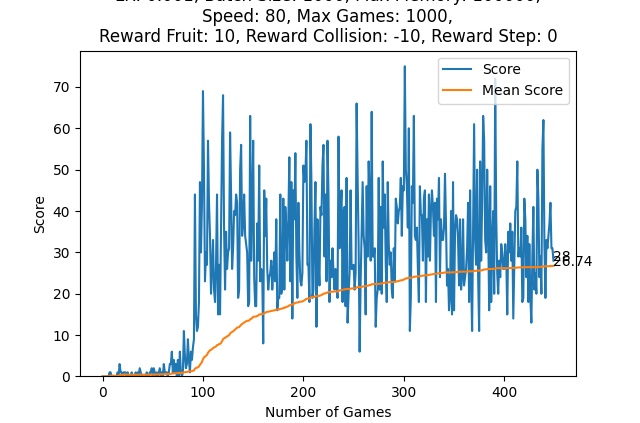 Speed: 80, Max Games: 1000,
Reward Fruit: 10, Reward Collision: -10, Reward Step: 0
Score
Mean Score
70
60
50
40
30
20
10
0
Score
28
26.74
0 100 200 300 400
Number of Games